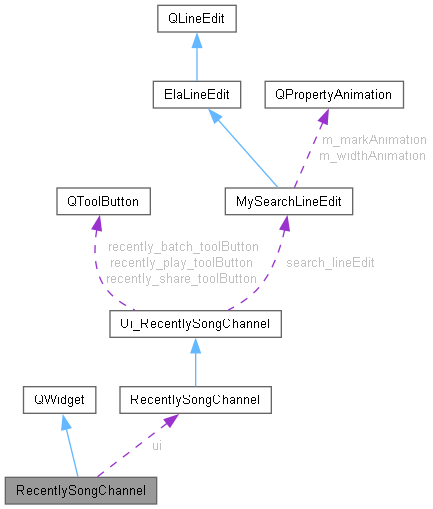 QLineEdit
ElaLineEdit
QPropertyAnimation
m_markAnimation
m_widthAnimation
QToolButton
MySearchLineEdit
recently_batch_toolButton
recently_play_toolButton
recently_share_toolButton
search_lineEdit
Ui_RecentlySongChannel
QWidget
RecentlySongChannel
ui
RecentlySongChannel